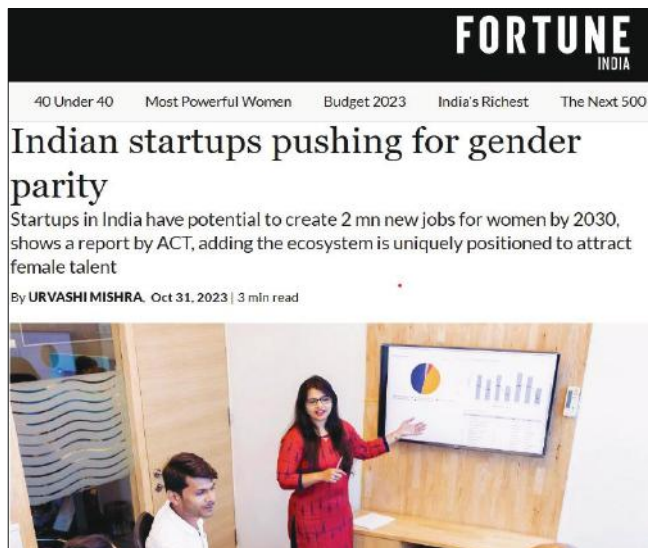 FORTUNE
INDIA
40 Under 40 Most Powerful Women Budget 2023 India's Richest The Next 500
Indian startups pushing for gender
parity
Startups in India have potential to create 2 mn new jobs for women by 2030,
shows a report by ACT, adding the ecosystem is uniquely positioned to attract
female talent
By URVASHI MISHRA, Oct 31, 2023 | 3 min read